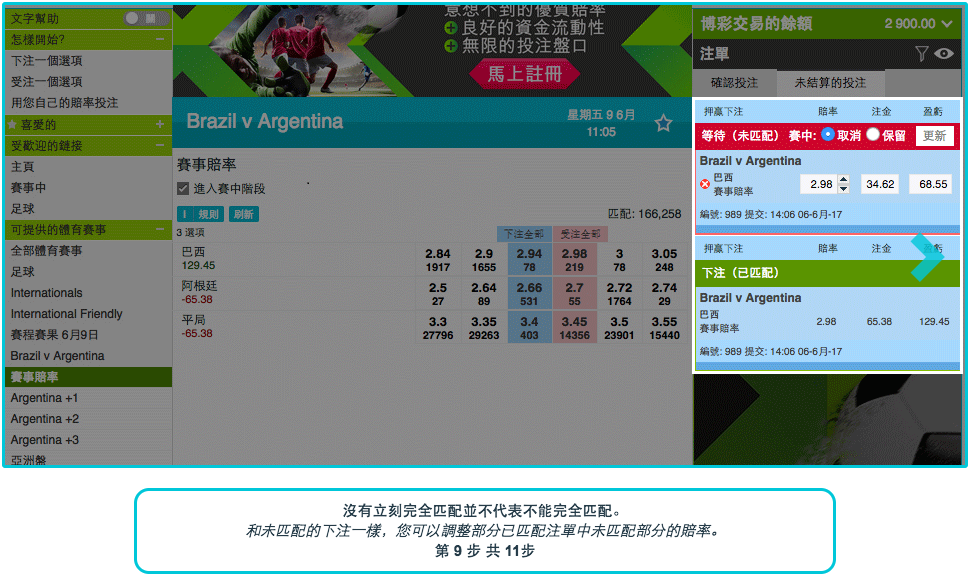 文字幫助
關
怎樣開始? −
下注一個選項
受注一個選項
用您自己的賠率投注
喜愛的 +
受歡迎的鏈接 −
主頁
賽事中
足球
可提供的體育賽事 −
全部體育賽事
足球
Internationals
International Friendly
賽程賽果 6月9日
Brazil v Argentina
賽事賠率
Argentina +1
Argentina +2
Argentina +3
亞洲盤
意想不到的優質賠率
良好的資金流動性
無限的投注盤口
馬上註冊
Brazil v Argentina
星期五 9 6月
11:05
賽事賠率
進入賽中階段
i 規則 刷新
匹配: 166,258
3 選項 下注全部 受注全部
巴西 2.84 2.9 2.94 2.98 3 3.05
129.45 1917 1655 78 219 78 248
阿根廷 2.5 2.64 2.66 2.7 2.72 2.74
-65.38 27 89 531 55 1764 29
平局 3.3 3.35 3.4 3.45 3.5 3.55
-65.38 27796 29263 403 14356 23901 15440
博彩交易的餘額 2 900.00
注單
確認投注 未結算的投注
押贏下注 賠率 注金 盈虧
等待（未匹配） 賽中: 取消 保留 更新
Brazil v Argentina
巴西
賽事賠率 2.98 34.62 68.55
編號: 989 提交: 14:06 06-6月-17
押贏下注 賠率 注金 盈虧
下注（已匹配）
Brazil v Argentina
巴西
賽事賠率 2.98 65.38 129.45
編號: 989 提交: 14:06 06-6月-17
沒有立刻完全匹配並不代表不能完全匹配。
和未匹配的下注一樣，您可以調整部分已匹配注單中未匹配部分的賠率。
第 9 步 共 11步